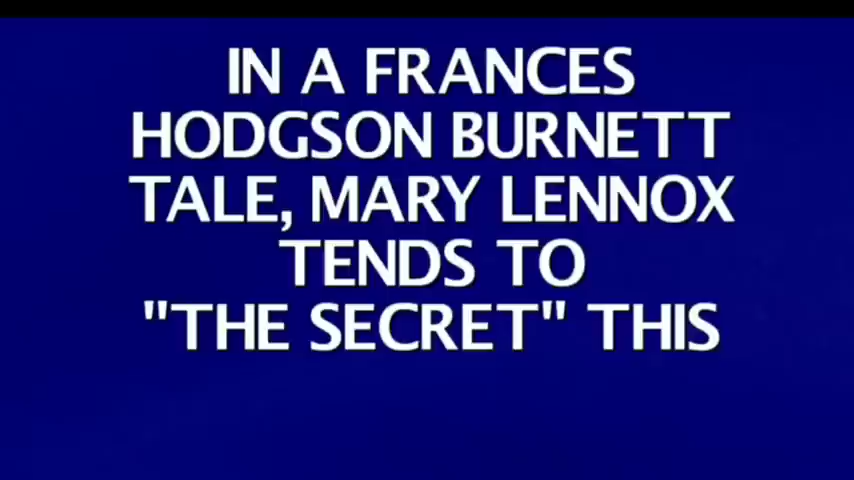 IN A FRANCES
HODGSON BURNETT
TALE, MARY LENNOX
TENDS TO
"THE SECRET" THIS